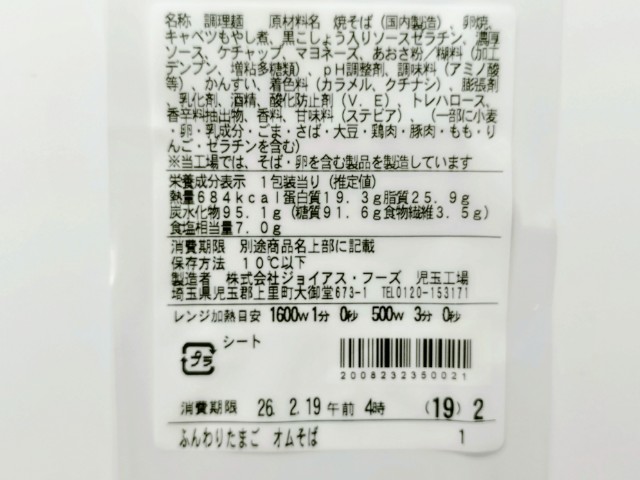 名称 調理麺 原材料名 焼そば（国内製造）、卵焼、
キャベツもやし煮、黒こしょう入りソースゼラチン、濃厚
ソース、ケチャップ、マヨネーズ、あおさ粉／糊料（加工
デンプン、増粘多糖類）、pH調整剤、調味料（アミノ酸
等）、かんすい、着色料（カラメル、クチナシ）、膨張剤
、乳化剤、酒精、酸化防止剤（V．E）、トレハロース、
香辛料抽出物、香料、甘味料（ステビア）、（一部に小麦
・卵・乳成分・ごま・さば・大豆・鶏肉・豚肉・もも・り
んご・ゼラチンを含む）
※当工場では、そば・卵を含む製品を製造しています
栄養成分表示 1包装当り（推定値）
熱量684kcal蛋白質19.3g脂質25.9g
炭水化物95.1g（糖質91.6g食物繊維3.5g）
食塩相当量7.0g
消費期限 別途商品名上部に記載
保存方法 10℃以下
製造者 株式会社ジョイアス・フーズ 児玉工場
埼玉県児玉郡上里町大御堂673-1 TEL0120-153171
レンジ加熱目安 1600W 1分 0秒 500W 3分 0秒
プラ シート
2008232350021
消費期限 26. 2.19 午前 4時 (19) 2
ふんわりたまご オムそば 1